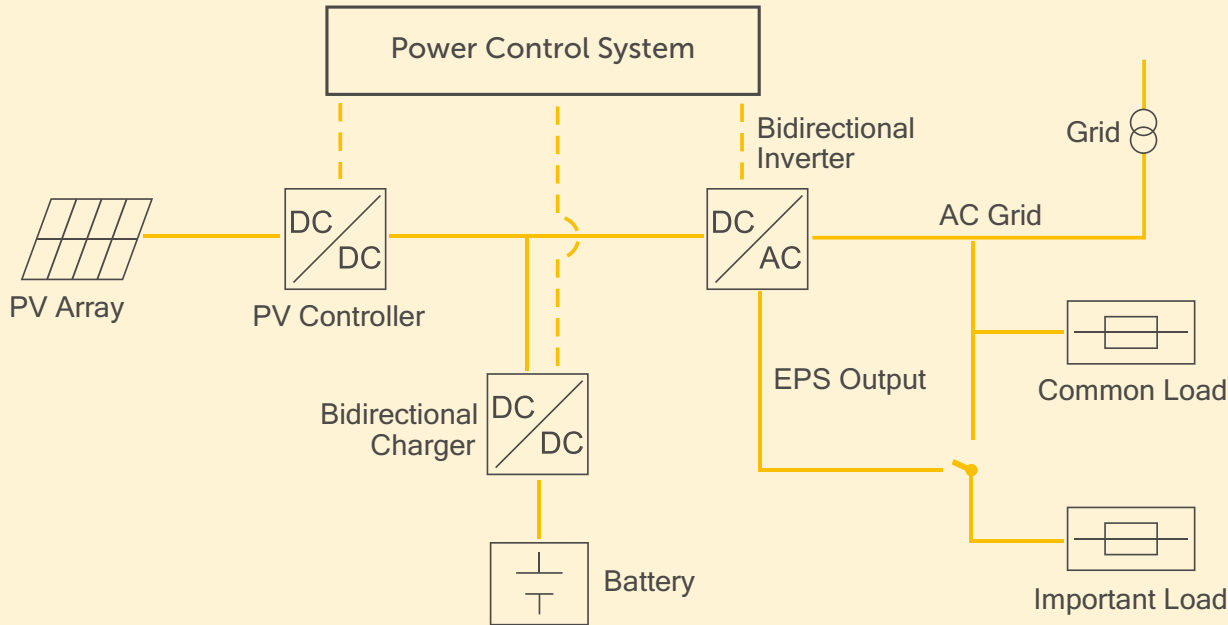 Power Control System
Bidirectional
Inverter
Grid
DC
DC
DC
AC
AC Grid
PV Array
PV Controller
EPS Output
Common Load
Bidirectional
Charger
DC
DC
Battery
Important Load